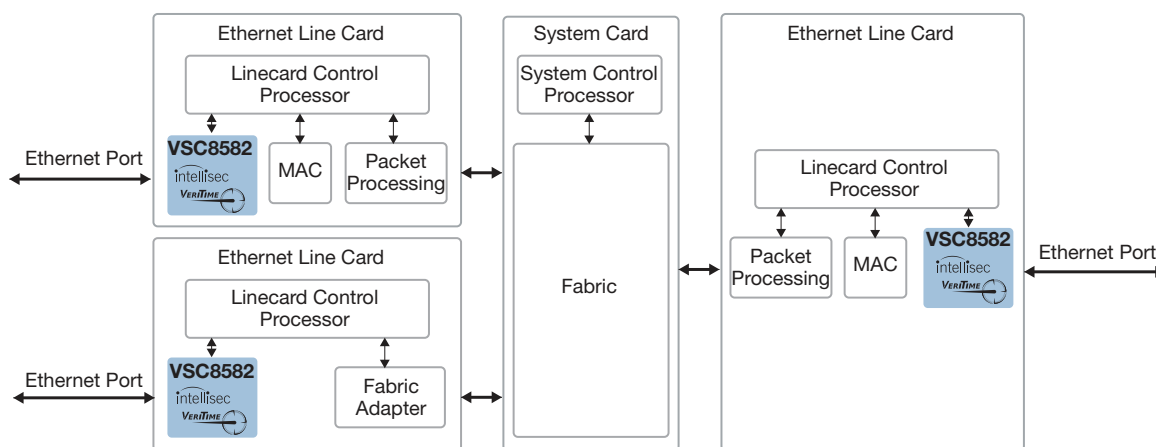 Ethernet Line Card
Linecard Control
Processor
VSC8582
intellisec
VERITIME
MAC
Packet
Processing
Ethernet Port
Ethernet Line Card
Linecard Control
Processor
VSC8582
intellisec
VERITIME
Fabric
Adapter
Ethernet Port
System Card
System Control
Processor
Fabric
Ethernet Line Card
Linecard Control
Processor
Packet
Processing
MAC
VSC8582
intellisec
VERITIME
Ethernet Port